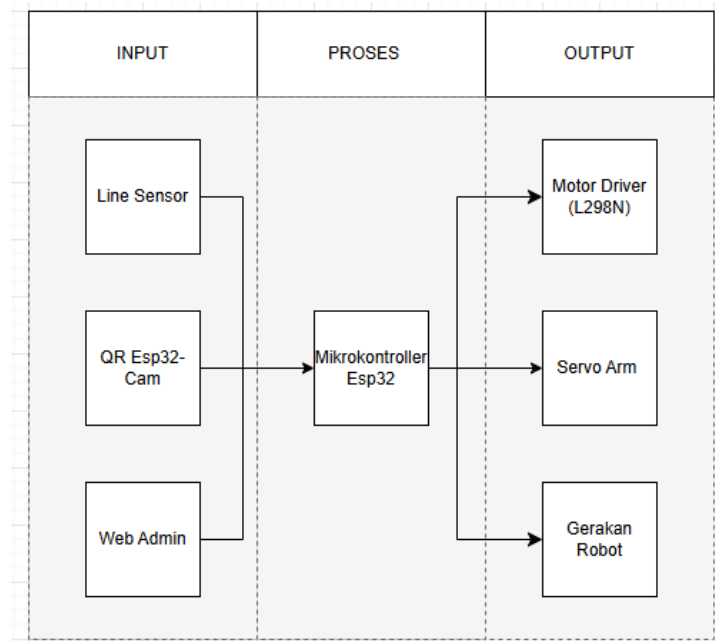 INPUT
PROSES
OUTPUT
Line Sensor
Motor Driver
(L298N)
QR Esp32-
Cam
Mikrokontroller
Esp32
Servo Arm
Web Admin
Gerakan
Robot